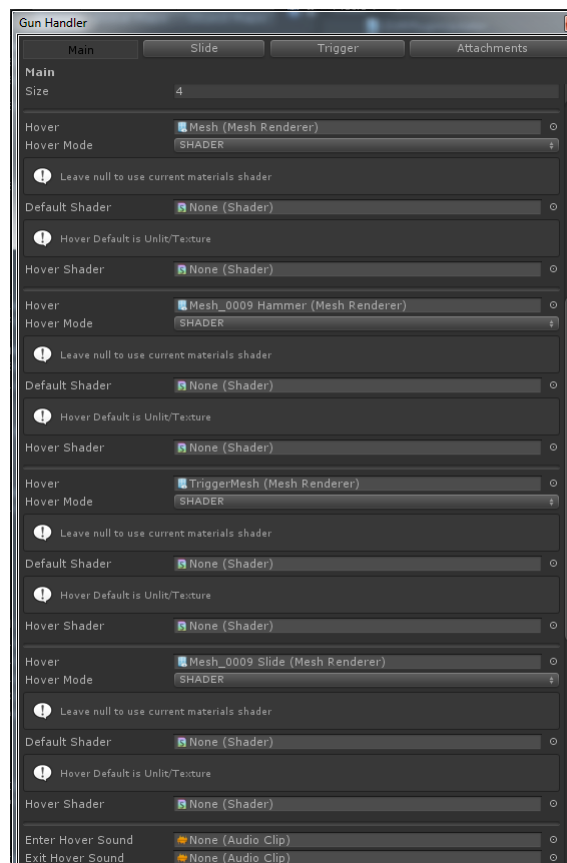 Gun Handler
Main Slide Trigger Attachments
Main
Size 4
Hover Mesh (Mesh Renderer)
Hover Mode SHADER
Leave null to use current materials shader
Default Shader None (Shader)
Hover Default is Unlit/Texture
Hover Shader None (Shader)
Hover Mesh_0009 Hammer (Mesh Renderer)
Hover Mode SHADER
Leave null to use current materials shader
Default Shader None (Shader)
Hover Default is Unlit/Texture
Hover Shader None (Shader)
Hover TriggerMesh (Mesh Renderer)
Hover Mode SHADER
Leave null to use current materials shader
Default Shader None (Shader)
Hover Default is Unlit/Texture
Hover Shader None (Shader)
Hover Mesh_0009 Slide (Mesh Renderer)
Hover Mode SHADER
Leave null to use current materials shader
Default Shader None (Shader)
Hover Default is Unlit/Texture
Hover Shader None (Shader)
Enter Hover Sound None (Audio Clip)
Exit Hover Sound None (Audio Clip)